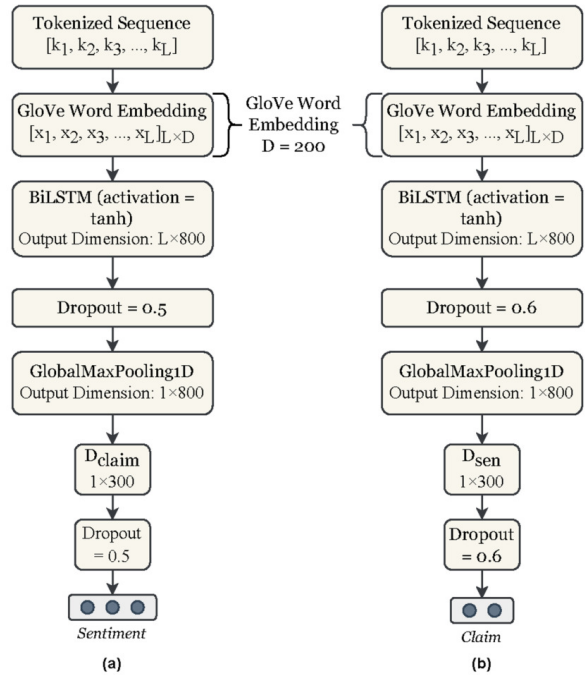 Tokenized Sequence
[k1, k2, k3, ..., kL]
GloVe Word Embedding
[x1, x2, x3, ..., xL]L×D
BiLSTM (activation =
tanh)
Output Dimension: L×800
Dropout = 0.5
GlobalMaxPooling1D
Output Dimension: 1×800
Dclaim
1×300
Dropout
= 0.5
Sentiment
(a)
GloVe Word
Embedding
D = 200
Tokenized Sequence
[k1, k2, k3, ..., kL]
GloVe Word Embedding
[x1, x2, x3, ..., xL]L×D
BiLSTM (activation =
tanh)
Output Dimension: L×800
Dropout = 0.6
GlobalMaxPooling1D
Output Dimension: 1×800
Dsen
1×300
Dropout
= 0.6
Claim
(b)